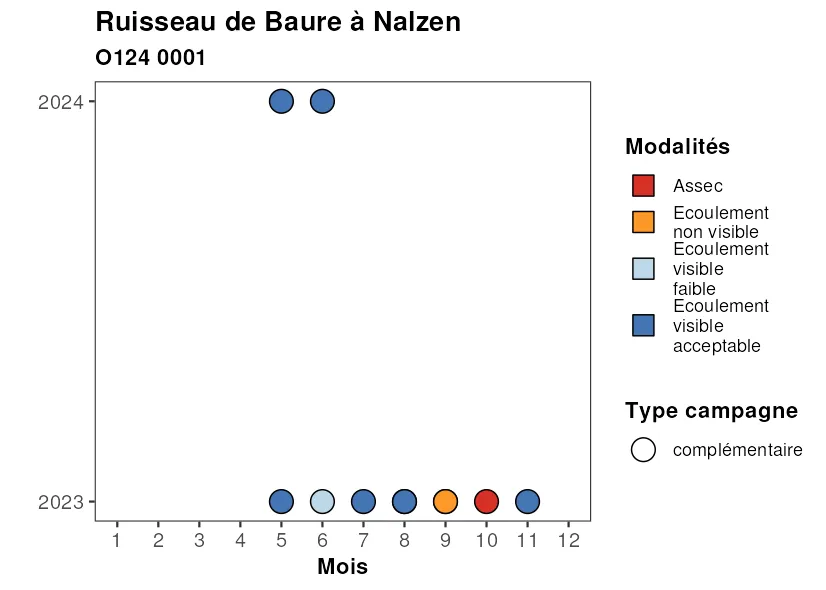 Ruisseau de Baure à Nalzen
O124 0001
2024
2023
1 2 3 4 5 6 7 8 9 10 11 12
Mois
Modalités
Assec
Ecoulement
non visible
Ecoulement
visible
faible
Ecoulement
visible
acceptable
Type campagne
complémentaire